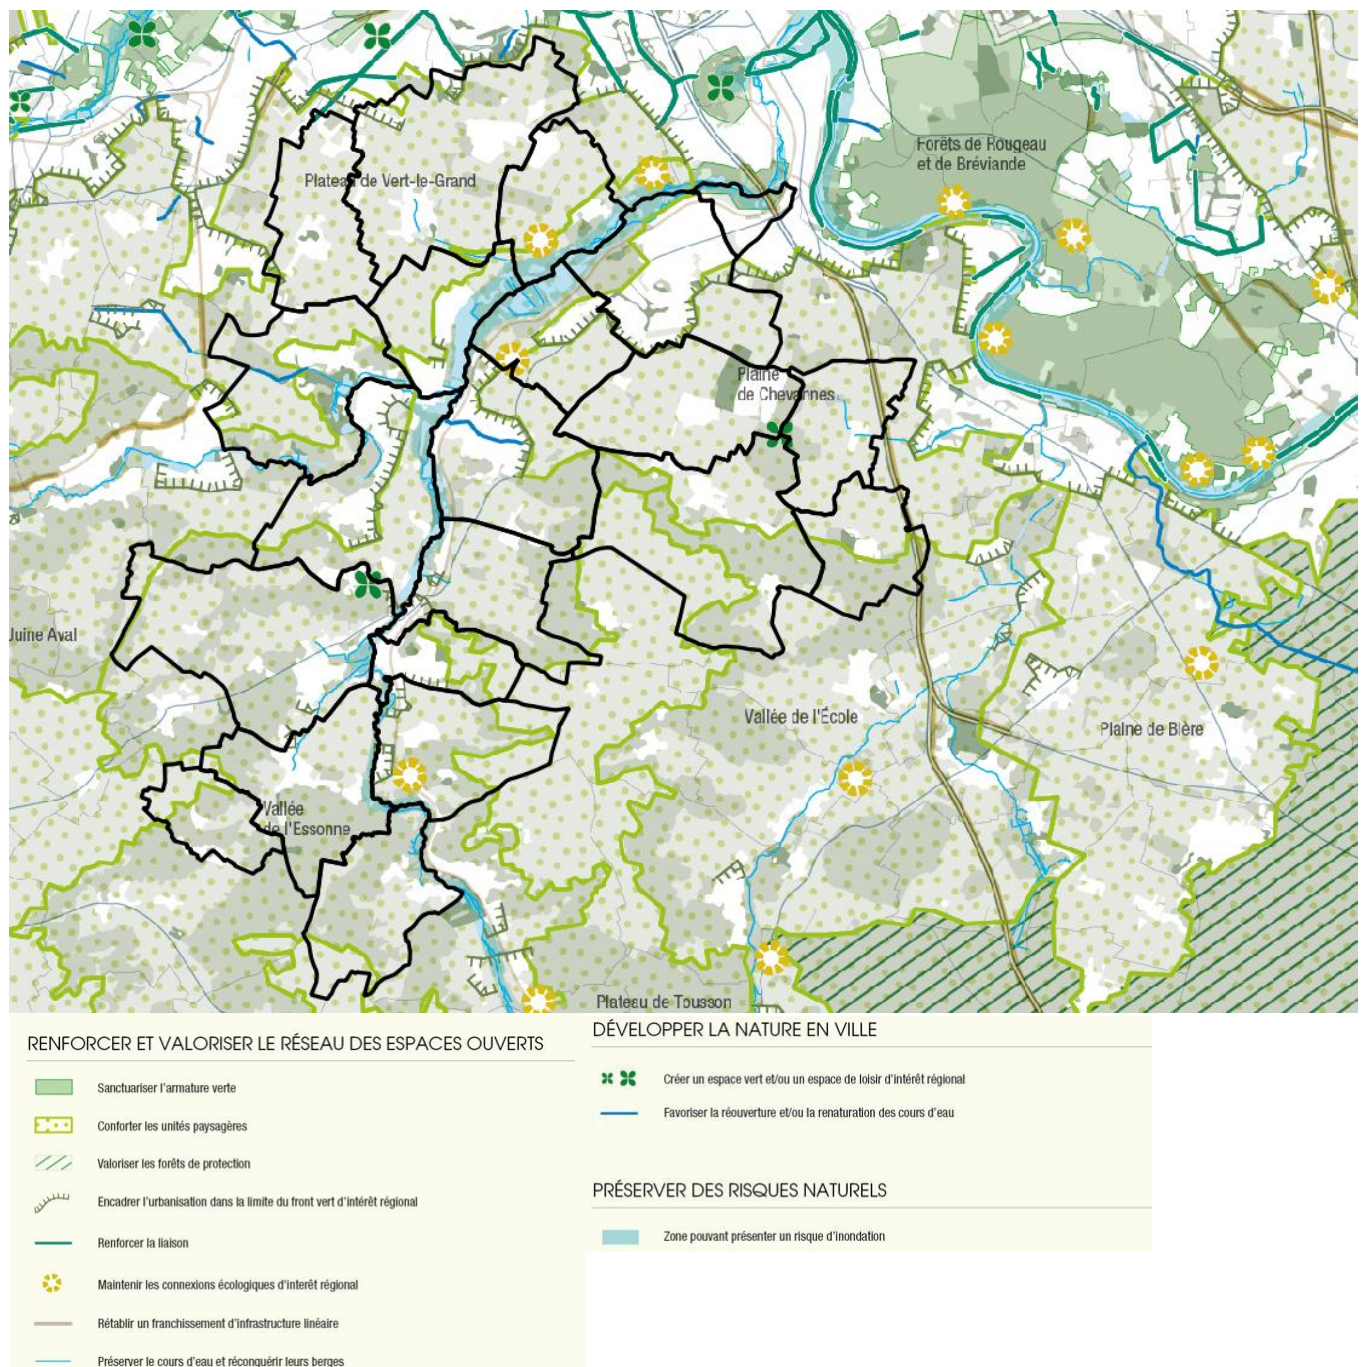 Forêts de Rougeau
et de Bréviande
Plateau de Vert-le-Grand
Plaine
de Chevannes
Juine Aval
Vallée de l'École
Plaine de Bière
Vallée
de l'Essonne
Plateau de Tousson
RENFORCER ET VALORISER LE RÉSEAU DES ESPACES OUVERTS
Sanctuariser l'armature verte
Conforter les unités paysagères
Valoriser les forêts de protection
Encadrer l'urbanisation dans la limite du front vert d'intérêt régional
Renforcer la liaison
Maintenir les connexions écologiques d'interêt régional
Rétablir un franchissement d'infrastructure linéaire
Préserver le cours d'eau et réconquérir leurs berges
DÉVELOPPER LA NATURE EN VILLE
Créer un espace vert et/ou un espace de loisir d'intérêt régional
Favoriser la réouverture et/ou la renaturation des cours d'eau
PRÉSERVER DES RISQUES NATURELS
Zone pouvant présenter un risque d'inondation